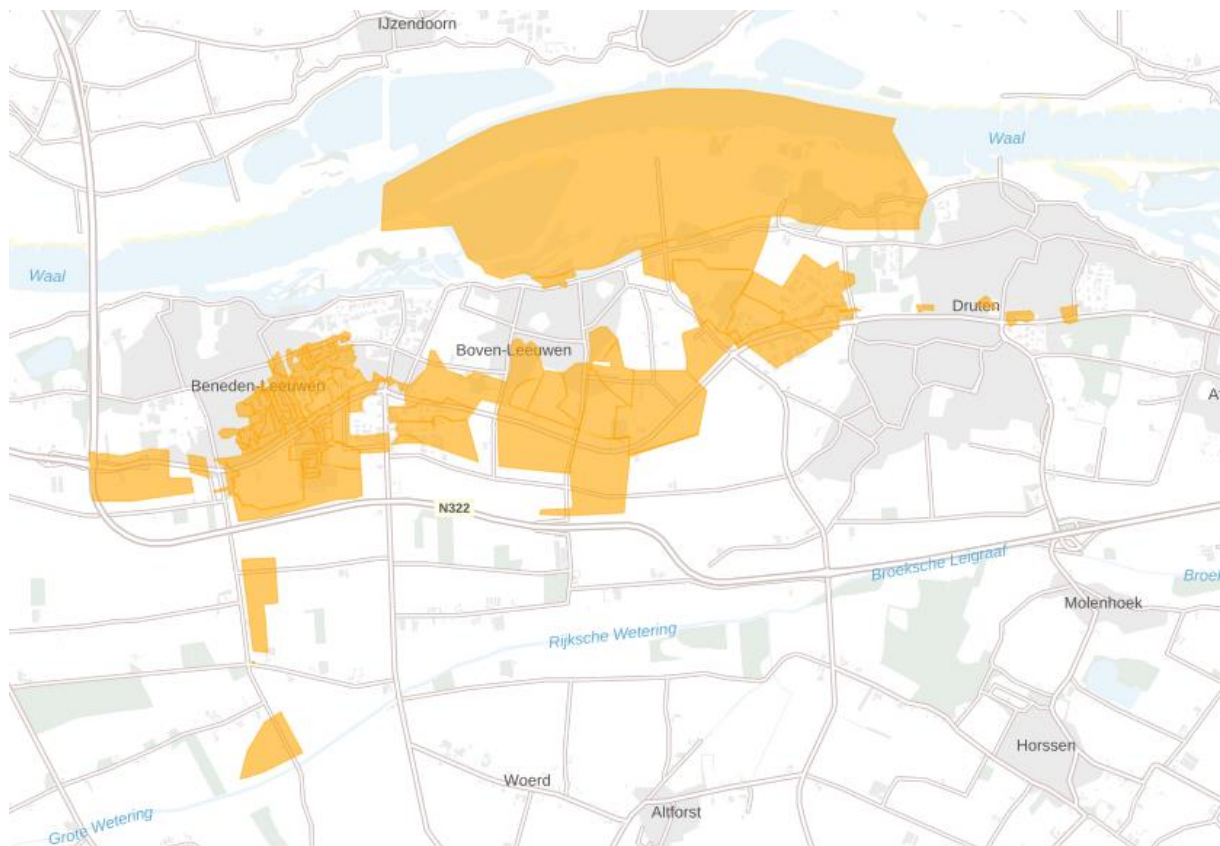 IJzendoorn
Waal
Waal
Druten
Boven-Leeuwen
Beneden-Leeuwen
A
N322
Broeksche Leigraaf
Broek
Molenhoek
Rijksche Wetering
Horssen
Woerd
Altforst
Grote Wetering